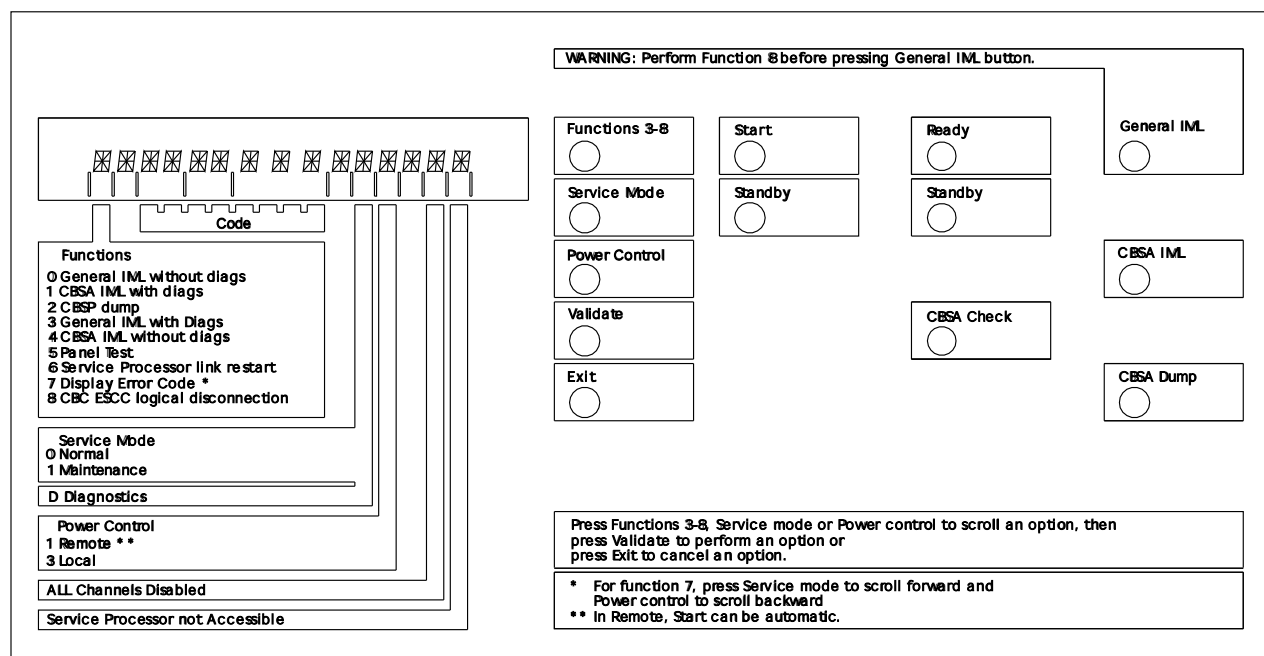 WARNING: Perform Function 8 before pressing General IML button.
Functions 3-8
Start
Ready
General IML
Service Mode
Standby
Standby
Code
Functions
0 General IML without diags
1 CBSA IML with diags
2 CBSP dump
3 General IML with Diags
4 CBSA IML without diags
5 Panel Test
6 Service Processor link restart
7 Display Error Code *
8 CBC ESCC logical disconnection
Power Control
CBSA IML
Validate
CBSA Check
Exit
CBSA Dump
Service Mode
0 Normal
1 Maintenance
D Diagnostics
Power Control
1 Remote **
3 Local
ALL Channels Disabled
Service Processor not Accessible
Press Functions 3-8, Service mode or Power control to scroll an option, then
press Validate to perform an option or
press Exit to cancel an option.
* For function 7, press Service mode to scroll forward and
Power control to scroll backward
** In Remote, Start can be automatic.